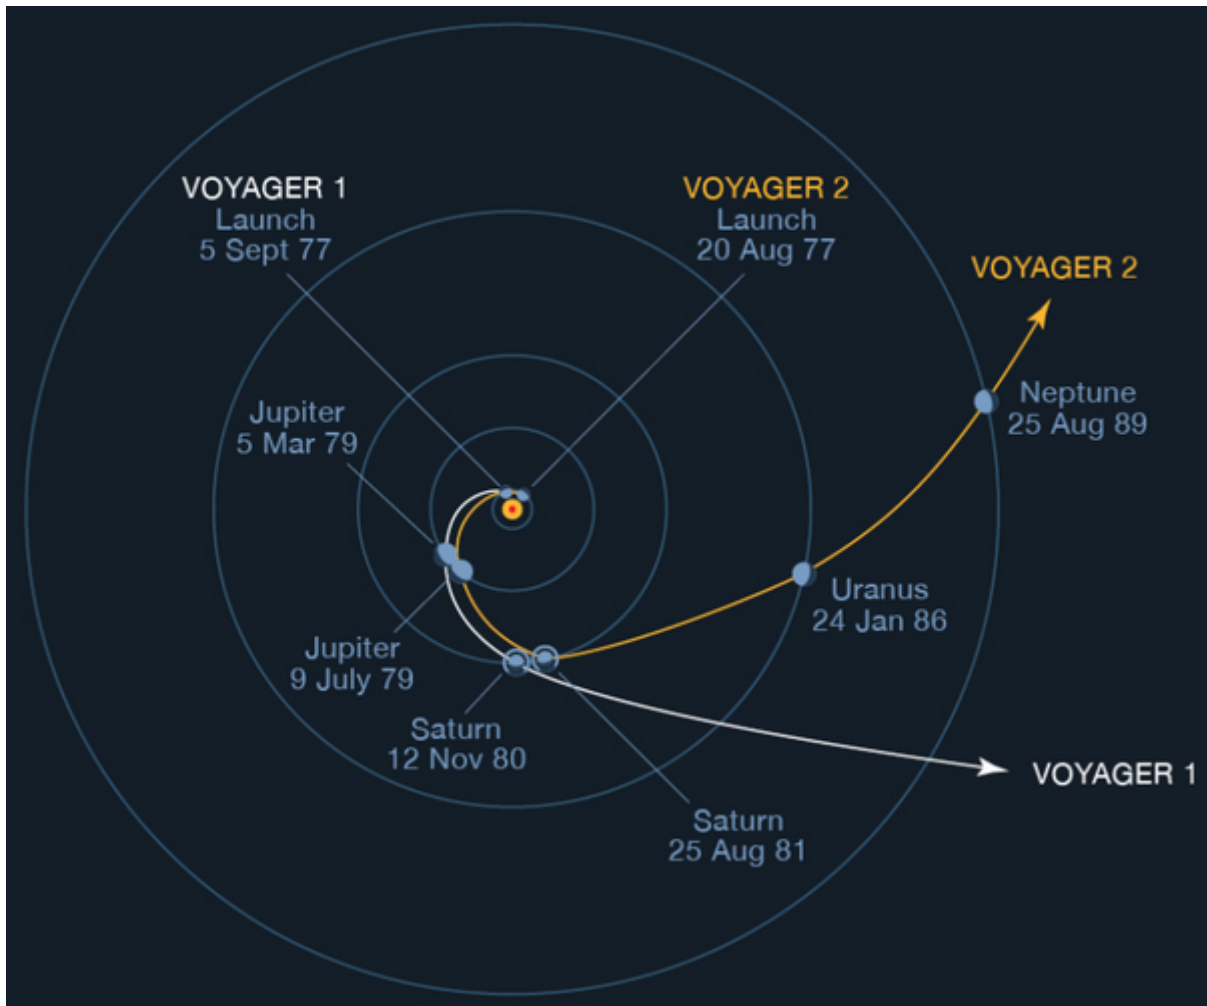 VOYAGER 1
Launch
5 Sept 77
VOYAGER 2
Launch
20 Aug 77
VOYAGER 2
Neptune
25 Aug 89
Jupiter
5 Mar 79
Uranus
24 Jan 86
Jupiter
9 July 79
Saturn
12 Nov 80
VOYAGER 1
Saturn
25 Aug 81